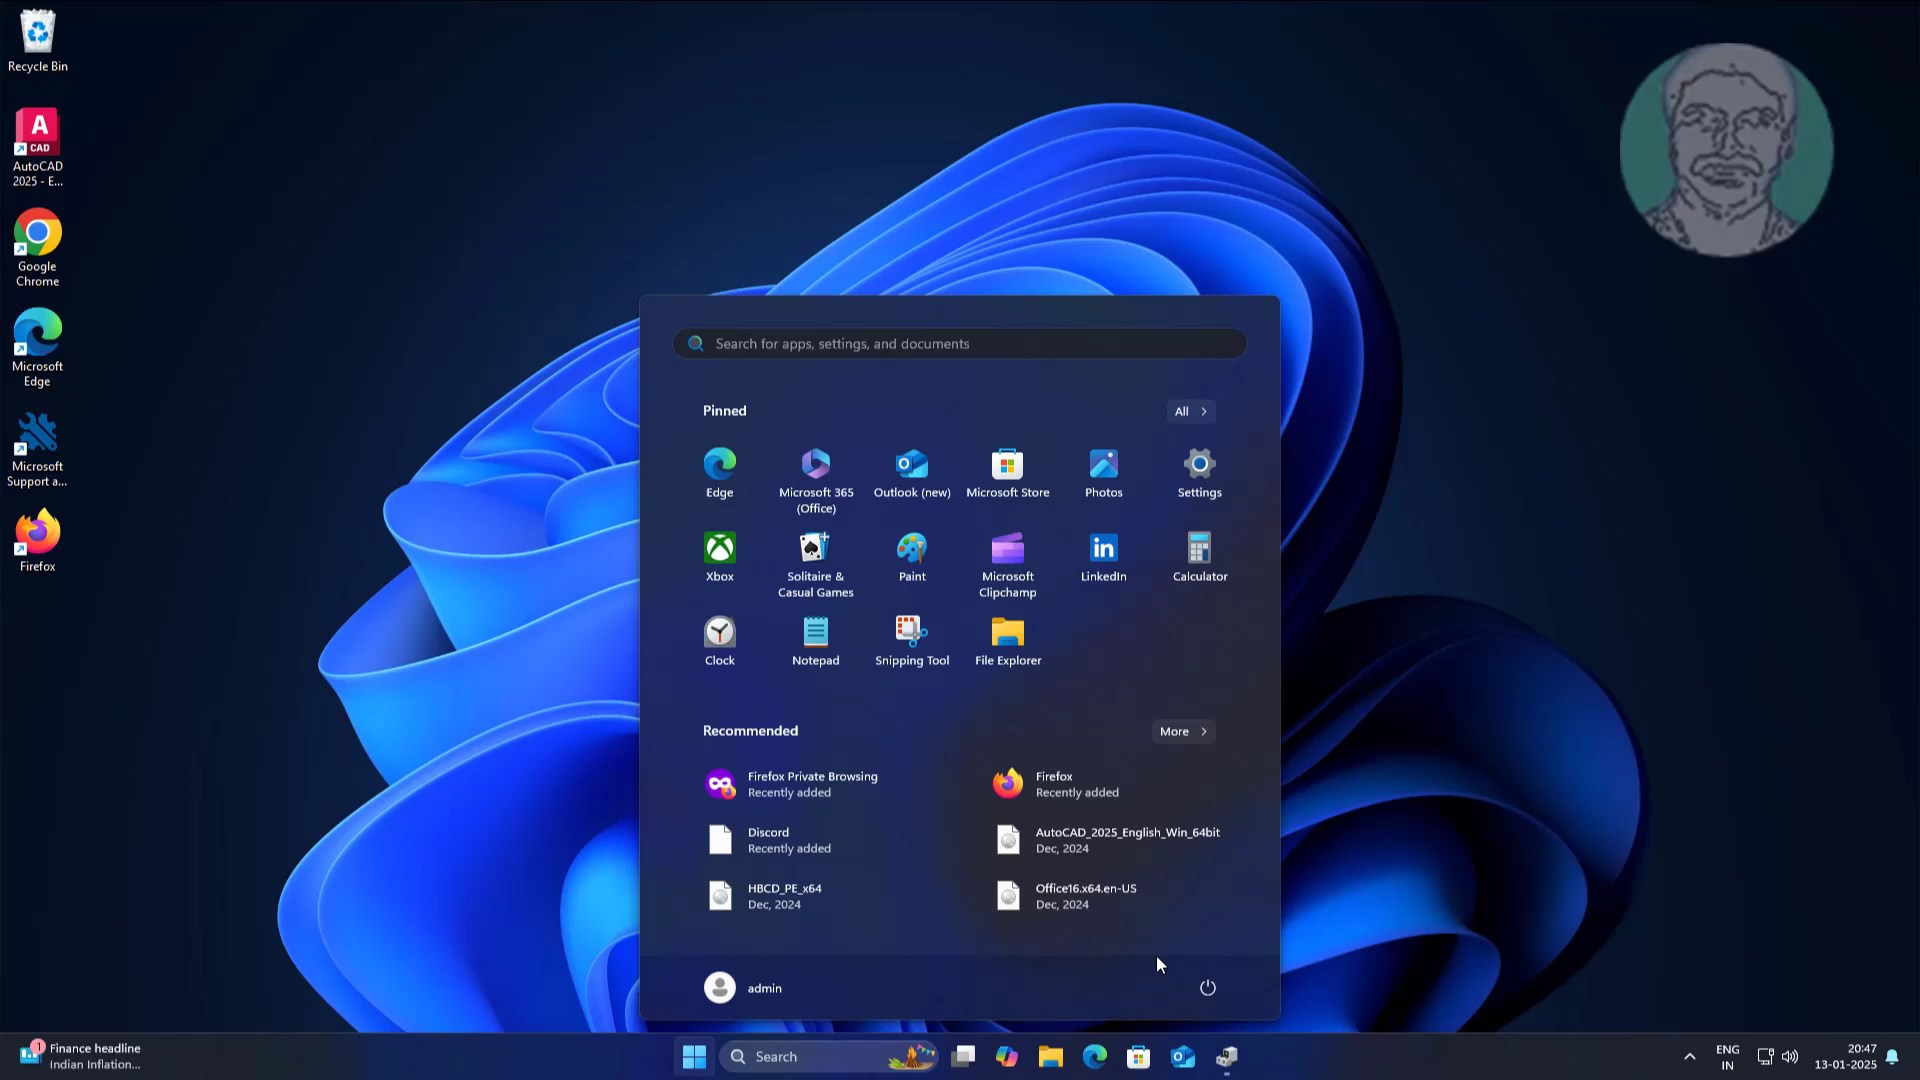 Recycle Bin
A
CAD
AutoCAD
2025 - E...
Google
Chrome
Microsoft
Edge
Microsoft
Support a...
Firefox
Search for apps, settings, and documents
Pinned
All
Edge
Microsoft 365
(Office)
Outlook (new)
Microsoft Store
Photos
Settings
Xbox
Solitaire &
Casual Games
Paint
Microsoft
Clipchamp
in
LinkedIn
Calculator
Clock
Notepad
Snipping Tool
File Explorer
Recommended
More
Firefox Private Browsing
Recently added
Firefox
Recently added
Discord
Recently added
AutoCAD_2025_English_Win_64bit
Dec, 2024
HBCD_PE_x64
Dec, 2024
Office16.x64.en-US
Dec, 2024
admin
1
Finance headline
Indian Inflation...
Search
ENG
IN
20:47
13-01-2025